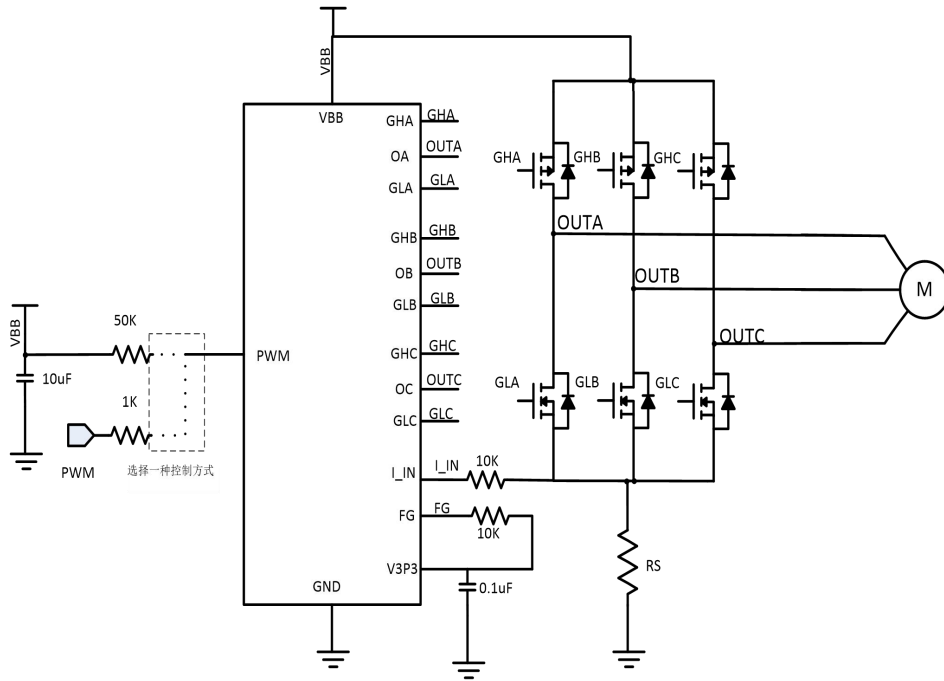 VBB
VBB
GHA
GHA
OA
OUTA
GLA
GLA
GHB
GHB
OB
OUTB
GLB
GLB
GHC
GHC
OC
OUTC
GLC
GLC
I_IN
I_IN
10K
FG
FG
10K
V3P3
0.1uF
GND
PWM
VBB
50K
10uF
1K
PWM
选择一种控制方式
GHA
GHB
GHC
OUTA
OUTB
OUTC
M
GLA
GLB
GLC
RS